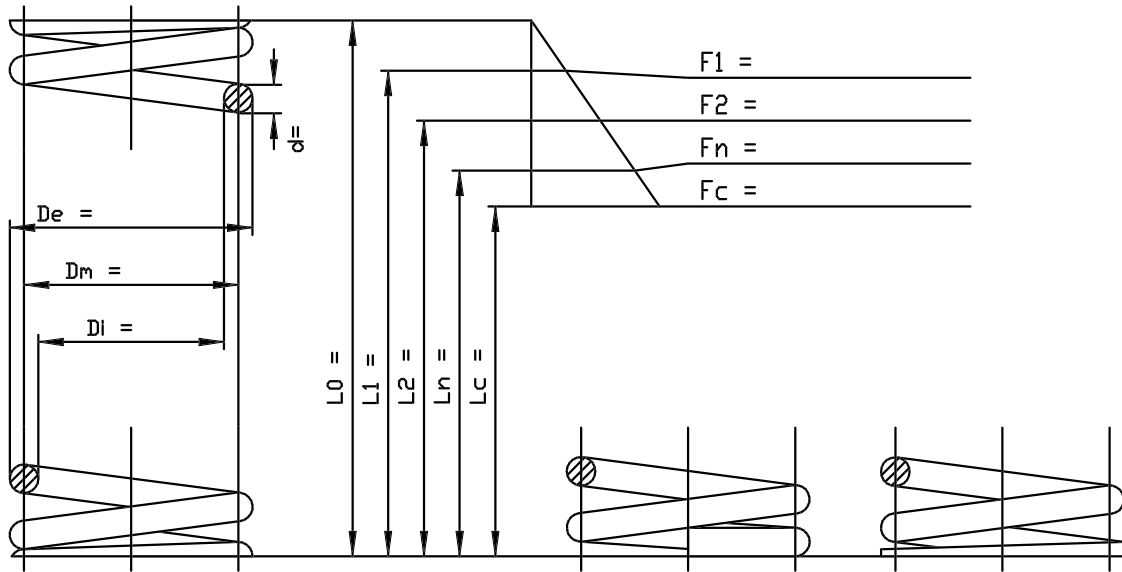 F1 =
F2 =
Fn =
Fc =
d=
De =
Dm =
Di =
L0 =
L1 =
L2 =
Ln =
Lc =